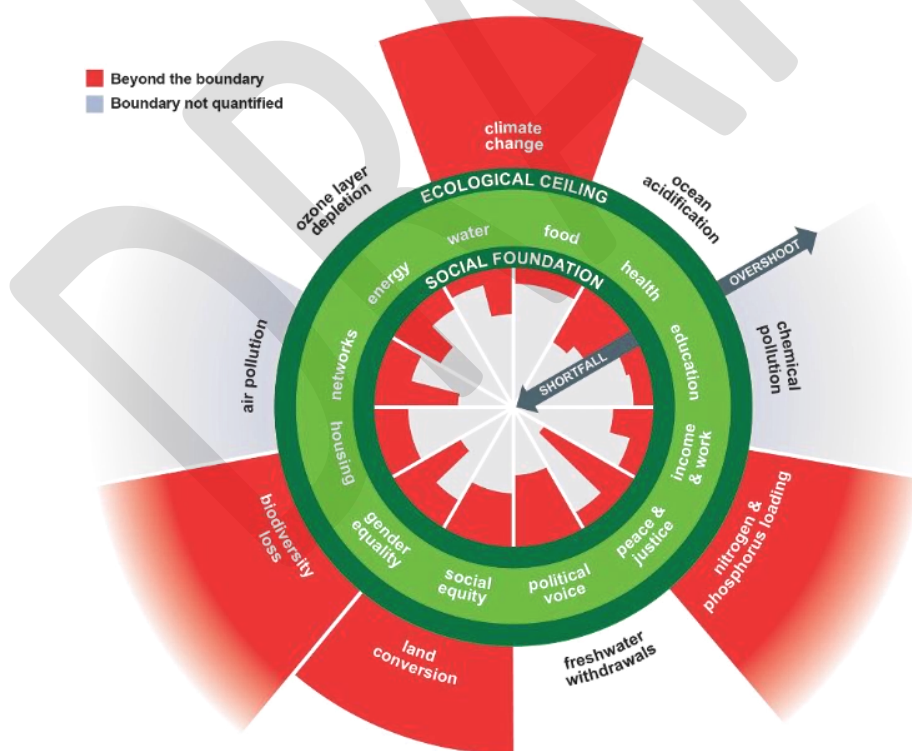 Beyond the boundary
Boundary not quantified
climate
change
ozone layer
depletion
ocean
acidification
ECOLOGICAL CEILING
OVERSHOOT
water
food
energy
health
SOCIAL FOUNDATION
air pollution
networks
SHORTFALL
education
chemical
pollution
housing
income
& work
biodiversity
loss
gender
equality
social
equity
political
voice
peace &
justice
nitrogen &
phosphorus loading
land
conversion
freshwater
withdrawals